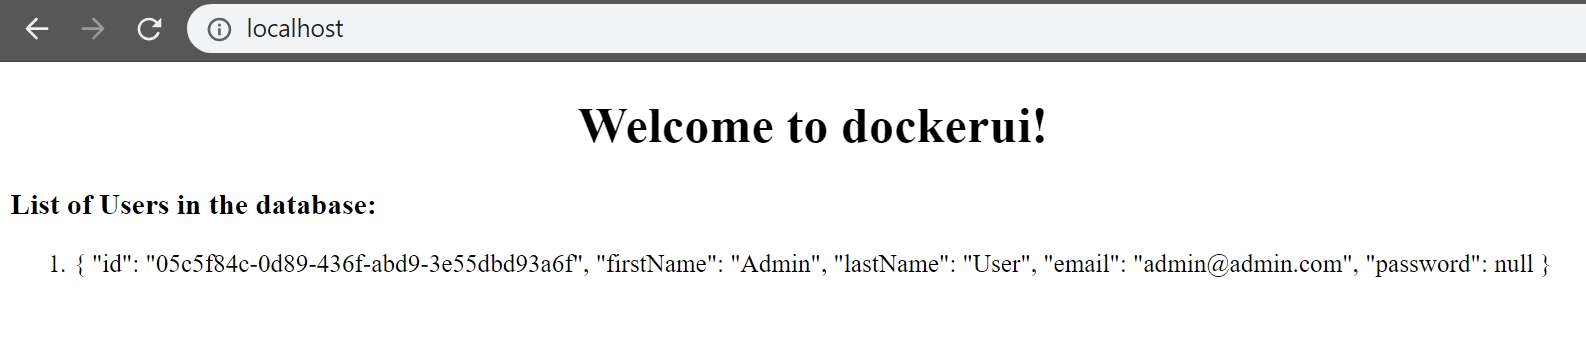 localhost
Welcome to dockerui!
List of Users in the database:
1. { "id": "05c5f84c-0d89-436f-abd9-3e55dbd93a6f", "firstName": "Admin", "lastName": "User", "email": "admin@admin.com", "password": null }